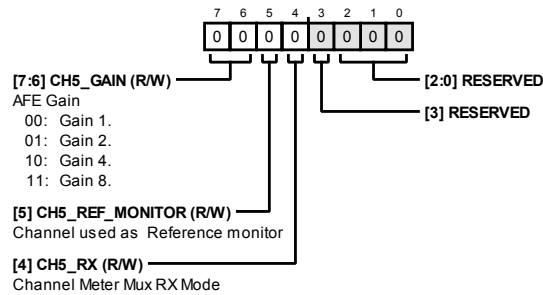 7 6 5 4 3 2 1 0
0 0 0 0 0 0 0 0
[7:6] CH5_GAIN (R/W)
AFE Gain
00: Gain 1.
01: Gain 2.
10: Gain 4.
11: Gain 8.
[5] CH5_REF_MONITOR (R/W)
Channel used as Reference monitor
[4] CH5_RX (R/W)
Channel Meter Mux RX Mode
[2:0] RESERVED
[3] RESERVED